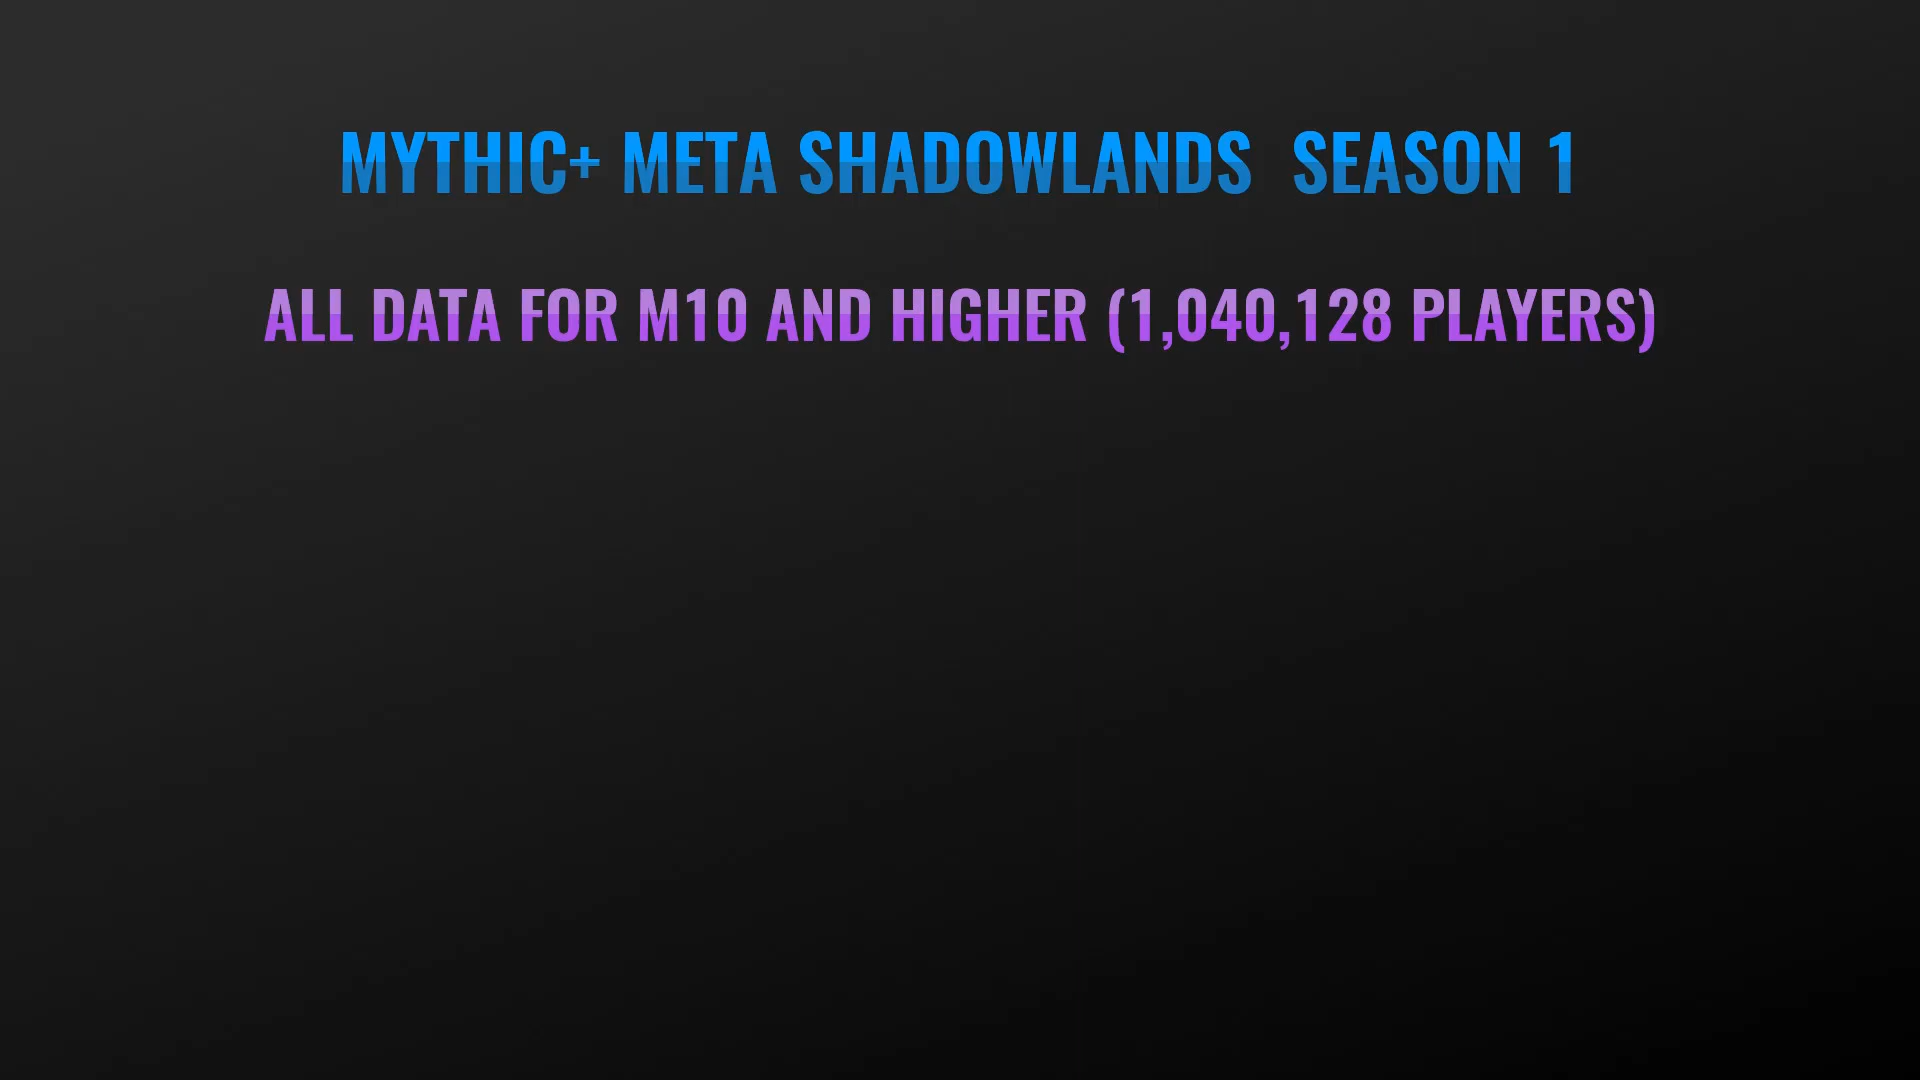 MYTHIC+ META SHADOWLANDS  SEASON 1
ALL DATA FOR M10 AND HIGHER (1,040,128 PLAYERS)